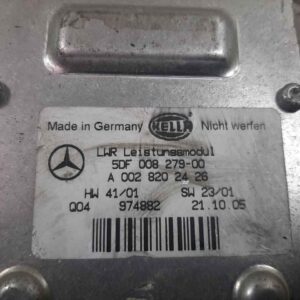 Made in Germany HELLA Nicht werfen
LWR Leistungsmodul
5DF 008 279-00
A 002 820 24 26
HW 41/01 SW 23/01
Q04 974882 21.10.05